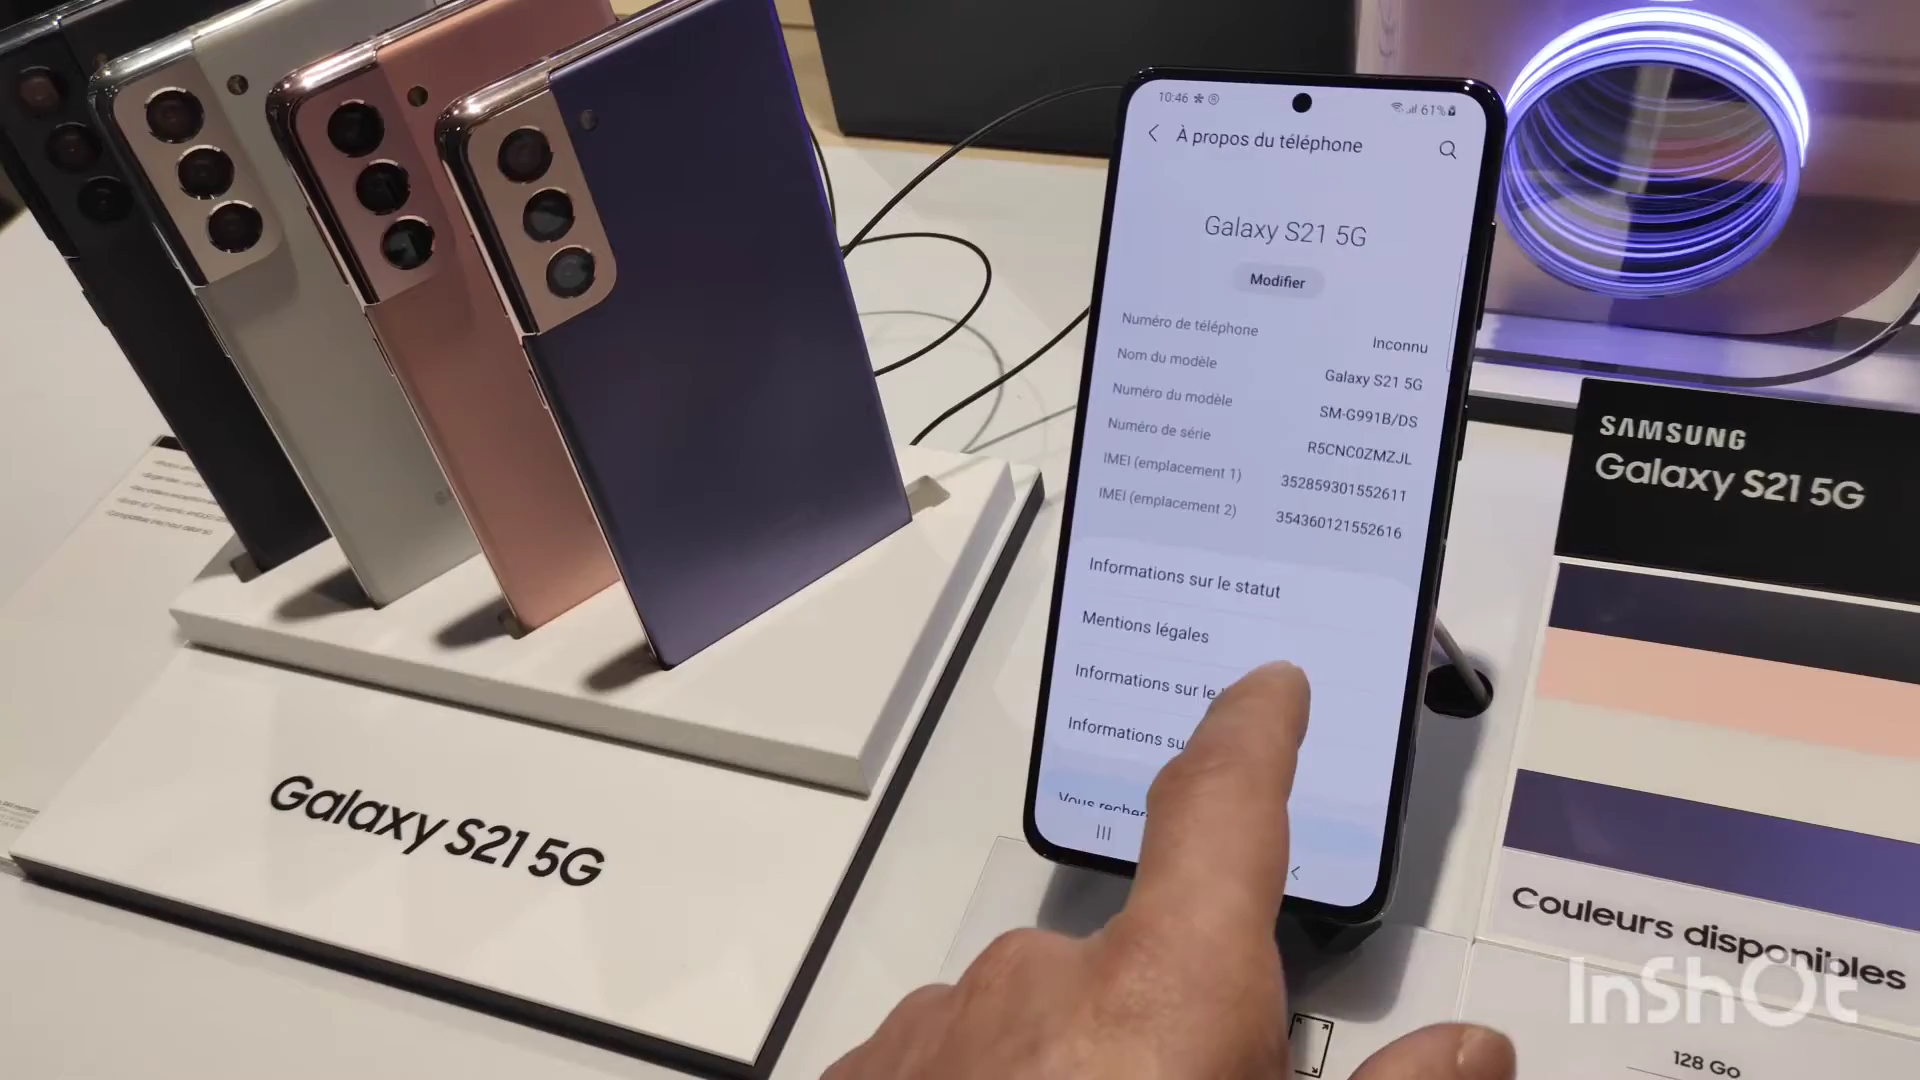 10:46
61%
À propos du téléphone
Galaxy S21 5G
Modifier
Numéro de téléphone
Inconnu
Nom du modèle
Galaxy S21 5G
Numéro du modèle
SM-G991B/DS
Numéro de série
R5CNC0ZMZJL
IMEI (emplacement 1)
352859301552611
IMEI (emplacement 2)
354360121552616
Informations sur le statut
Mentions légales
Informations sur le
Informations su
Vous recher
Galaxy S21 5G
SAMSUNG
Galaxy S21 5G
Couleurs disponibles
128 Go
InShOt